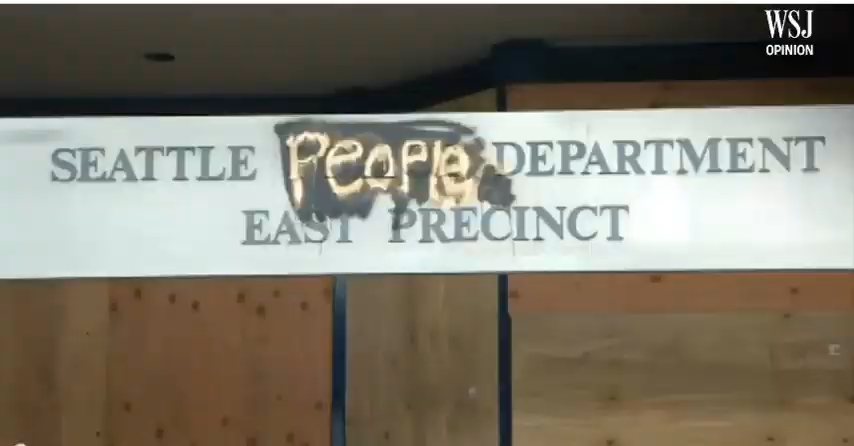 WSJ
OPINION
SEATTLE PEOPlE DEPARTMENT
EAST PRECINCT